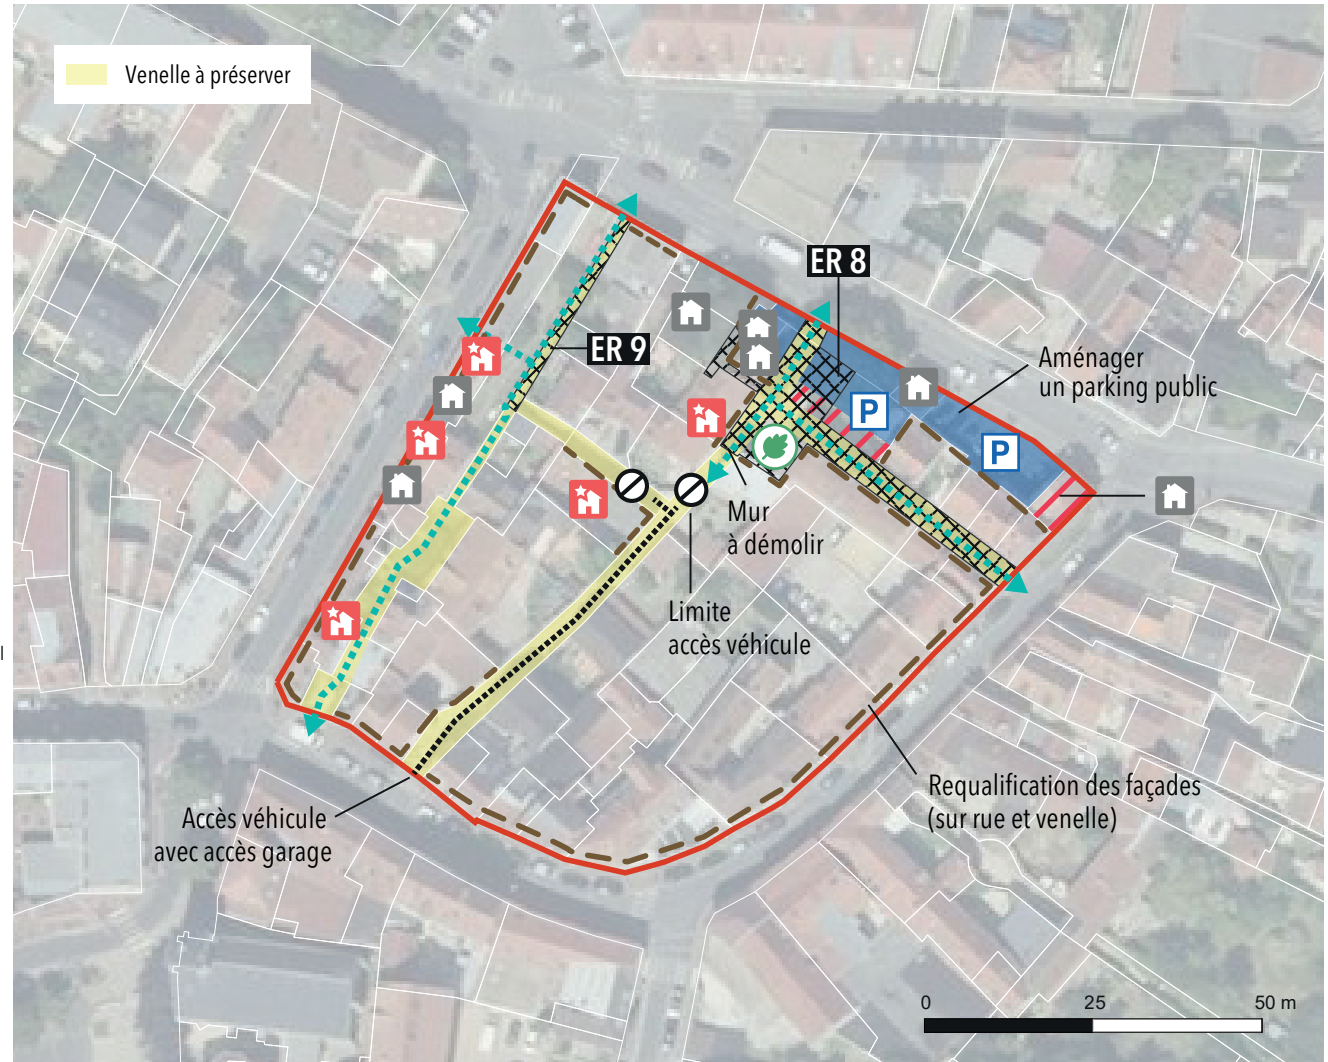 Venelle à préserver
ER 8
ER 9
Aménager
un parking public
P
P
Mur
à démolir
Limite
accès véhicule
Requalification des façades
(sur rue et venelle)
Accès véhicule
avec accès garage
0 25 50 m
l